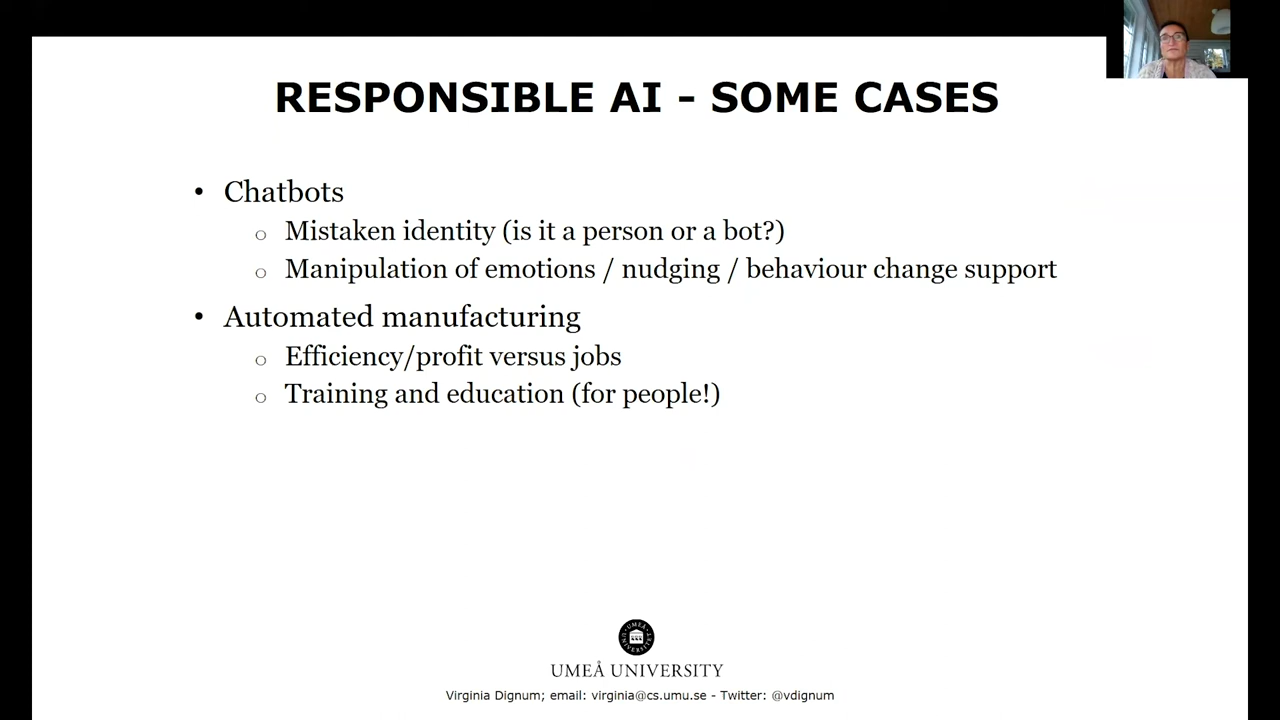 RESPONSIBLE AI - SOME CASES
• Chatbots
○ Mistaken identity (is it a person or a bot?)
○ Manipulation of emotions / nudging / behaviour change support
• Automated manufacturing
○ Efficiency/profit versus jobs
○ Training and education (for people!)
UMEÅ UNIVERSITET
UMEÅ UNIVERSITY
Virginia Dignum; email: virginia@cs.umu.se - Twitter: @vdignum